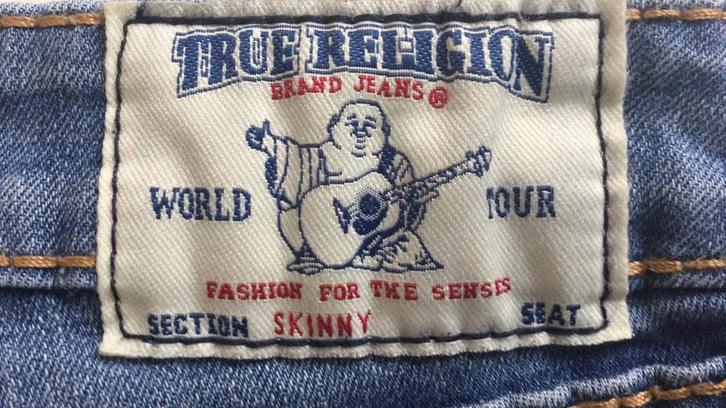 TRUE RELIGION
BRAND JEANS®
WORLD TOUR
FASHION FOR THE SENSES
SECTION SKINNY SEAT